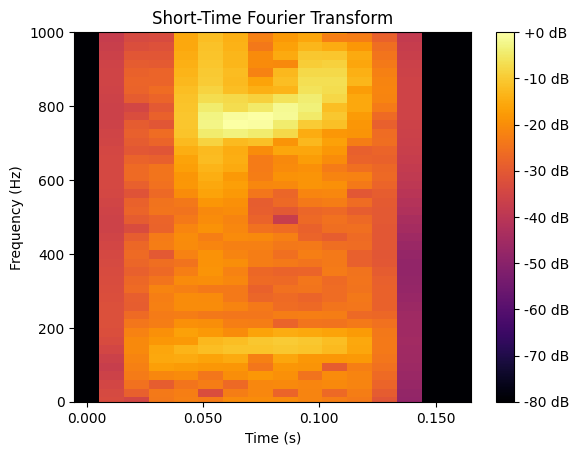 Short-Time Fourier Transform
1000
800
600
400
200
0
Frequency (Hz)
0.000
0.050
0.100
0.150
Time (s)
+0 dB
-10 dB
-20 dB
-30 dB
-40 dB
-50 dB
-60 dB
-70 dB
-80 dB